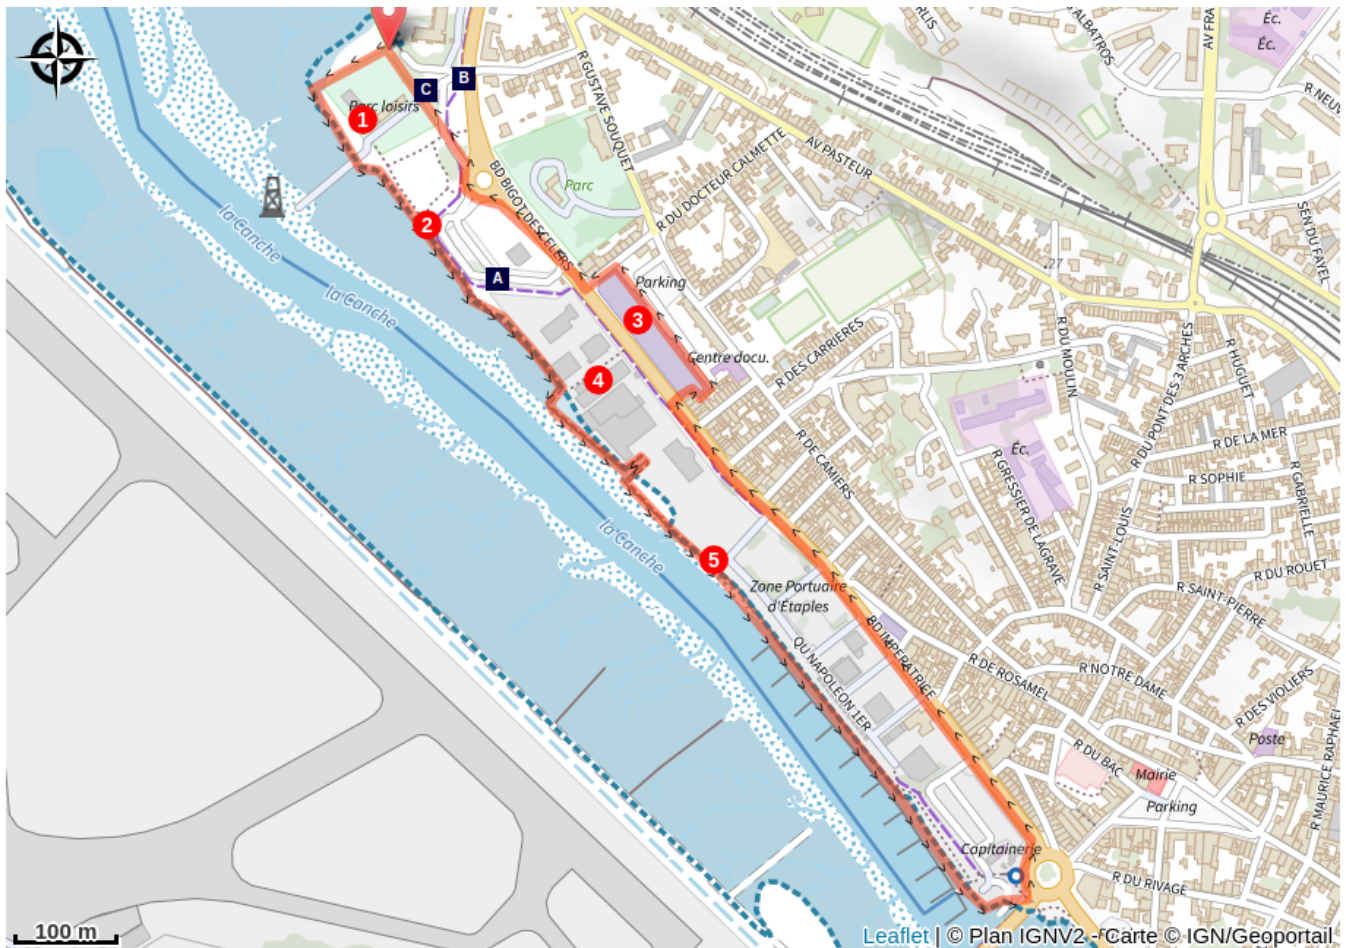 ALBATROS
AV FRA
Éc.
Éc.
R NEUV
B
C
R GUSTAVE SOUQUET
Parc loisirs
1
AV PASTEUR
R DU DOCTEUR CALMETTE
Parc
BD BIGOT DESCELERS
SEN DU FAYEL
la Canche
2
27
A
Parking
la Canche
3
R DES CARRIERES
Centre docu.
R DU MOULIN
R DU PONT DES 3 ARCHES
R HUGUET
4
R DE CAMIERS
Éc.
R DE LA MER
R GRESSIER DE LAGRAVE
R SOPHIE
R GABRIELLE
la Canche
R SAINT-LOUIS
5
R DU ROUET
Zone Portuaire
d'Étaples
R SAINT-PIERRE
BD IMPERATRICE
QU NAPOLEON 1ER
R DE ROSAMEL
R NOTRE DAME
R DES VIOLIERS
Poste
R DU BAC
Mairie
Parking
R MAURICE RAPHAEL
Capitainerie
R DU RIVAGE
100 m
Leaflet | © Plan IGNV2 - Carte © IGN/Geoportail